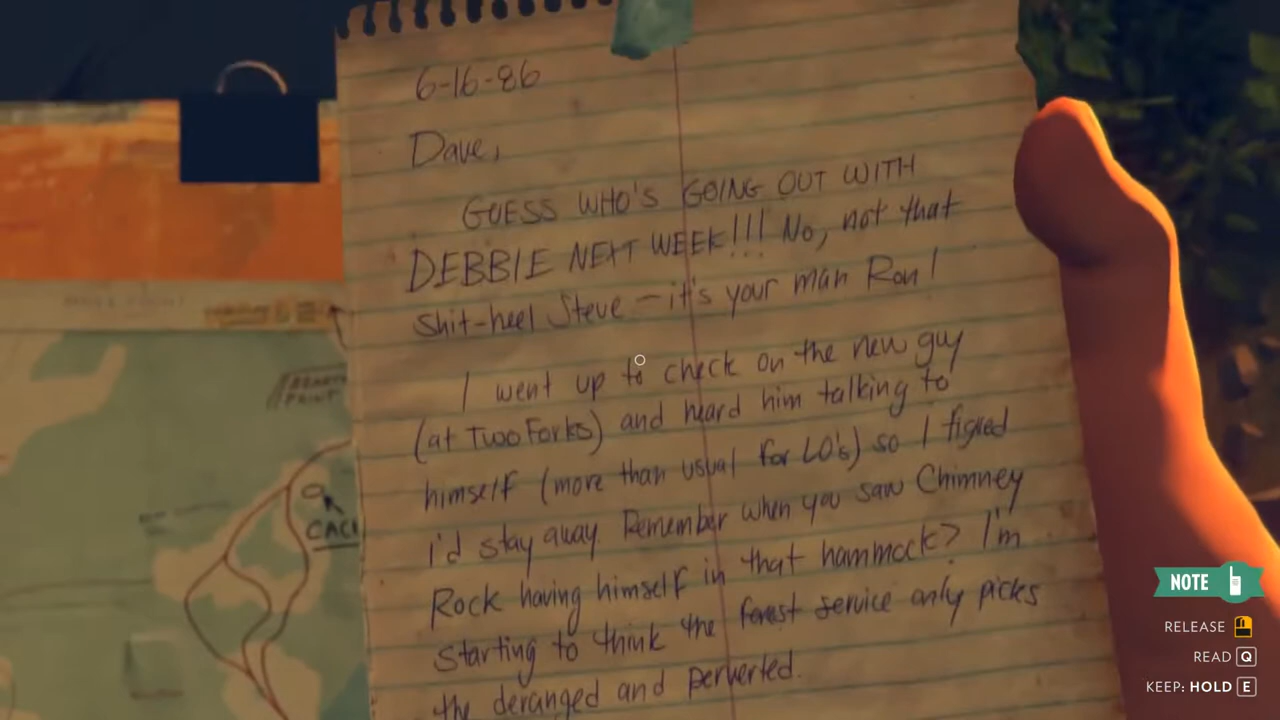 6-16-86
Dave,
GUESS WHO'S GOING OUT WITH
DEBBIE NEXT WEEK!!! No, not that
shit-heel Steve - it's your man Ron!
I went up to check on the new guy
(at Two Forks) and heard him talking to
himself (more than usual for LO's) so I figred
I'd stay away. Remember when you saw Chimney
Rock having himself in that hammock? I'm
starting to think the forest service only picks
the deranged and perverted.
CACH
NOTE
RELEASE
READ Q
KEEP: HOLD E